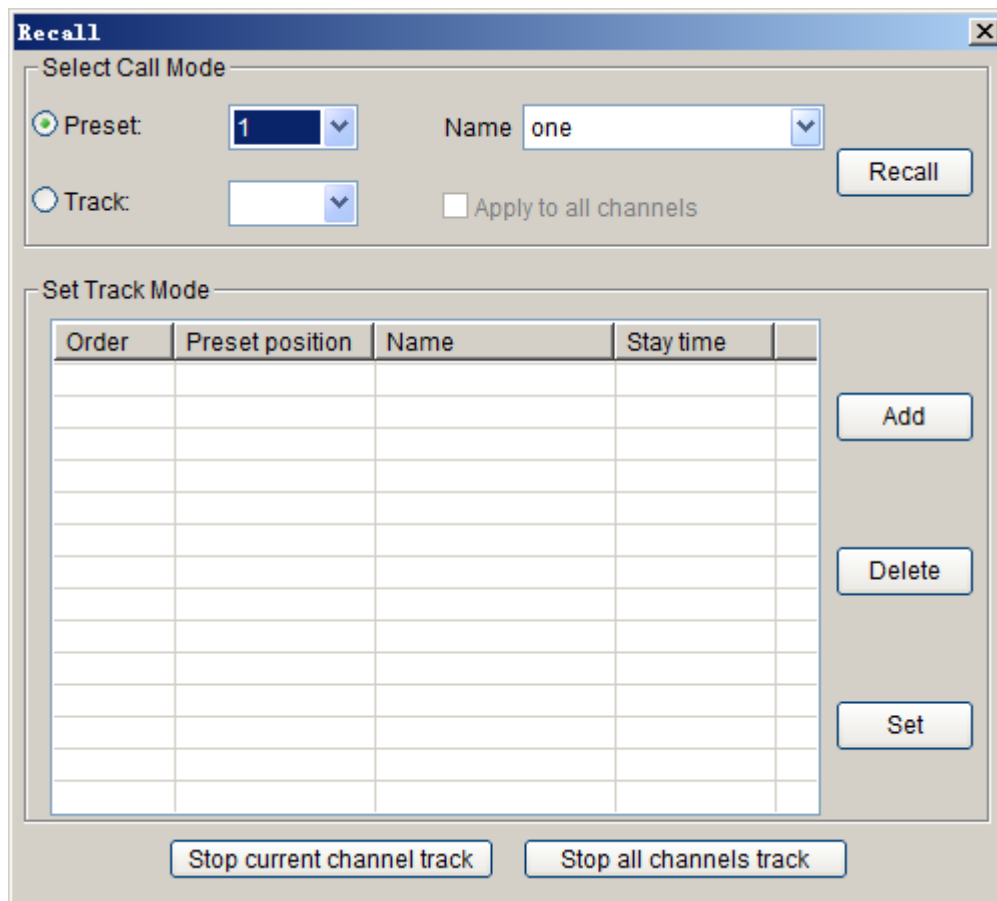 Recall
Select Call Mode
Preset: 1 Name one
Recall
Track: Apply to all channels
Set Track Mode
Order Preset position Name Stay time
Add
Delete
Set
Stop current channel track Stop all channels track